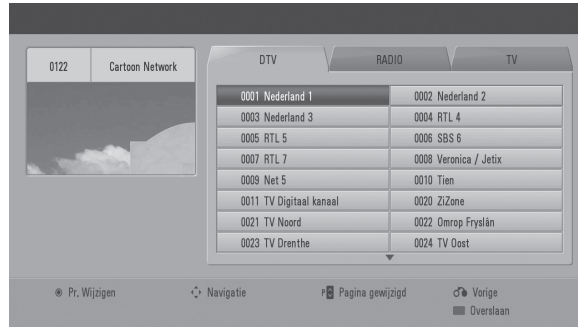 0122 Cartoon Network
DTV RADIO TV
0001 Nederland 1 0002 Nederland 2
0003 Nederland 3 0004 RTL 4
0005 RTL 5 0006 SBS 6
0007 RTL 7 0008 Veronica / Jetix
0009 Net 5 0010 Tien
0011 TV Digitaal kanaal 0020 ZiZone
0021 TV Noord 0022 Omrop Fryslân
0023 TV Drenthe 0024 TV Oost
Pr. Wijzigen Navigatie P Pagina gewijzigd Vorige
Overslaan